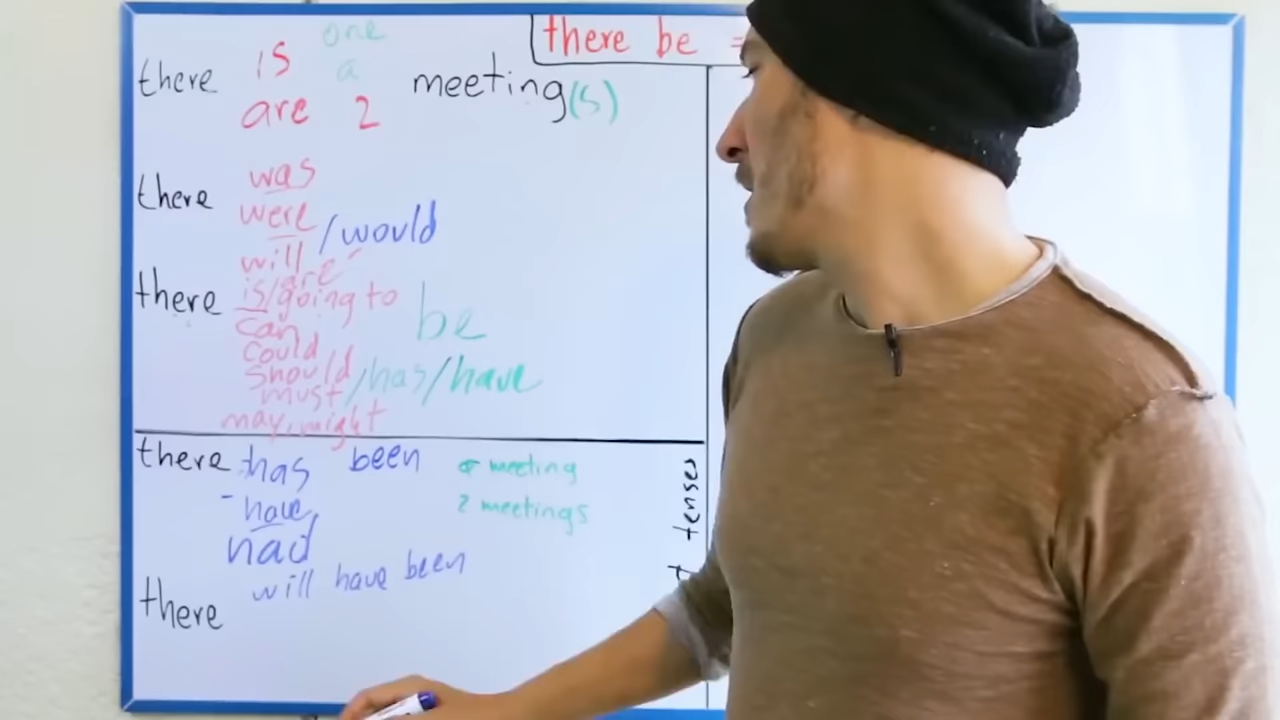 there be =
one
there is a meeting(s)
are 2
was
there were
will /would
are
there is/going to be
can
could
should /has/have
must
may, might
there has been a meeting
have 2 meetings
had
will have been
there
tenses